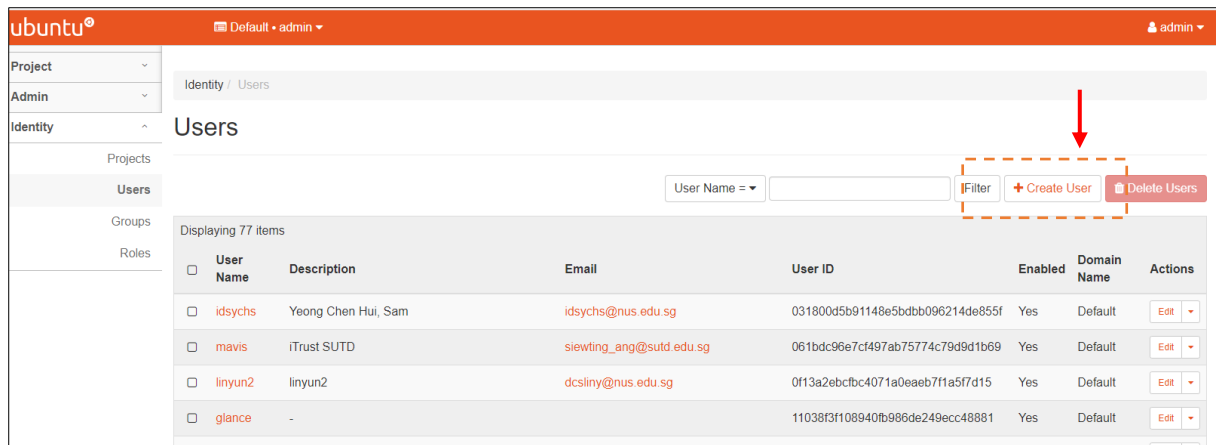 ubuntu® Default • admin admin
Project
Admin
Identity
Projects
Users
Groups
Roles
Identity / Users
Users
User Name = Filter + Create User Delete Users
Displaying 77 items
User Name Description Email User ID Enabled Domain Name Actions
idsychs Yeong Chen Hui, Sam idsychs@nus.edu.sg 031800d5b91148e5bdbb096214de855f Yes Default Edit
mavis iTrust SUTD siewting_ang@sutd.edu.sg 061bdc96e7cf497ab75774c79d9d1b69 Yes Default Edit
linyun2 linyun2 dcsliny@nus.edu.sg 0f13a2ebcfbc4071a0eaeb7f1a5f7d15 Yes Default Edit
glance - 11038f3f108940fb986de249ecc48881 Yes Default Edit